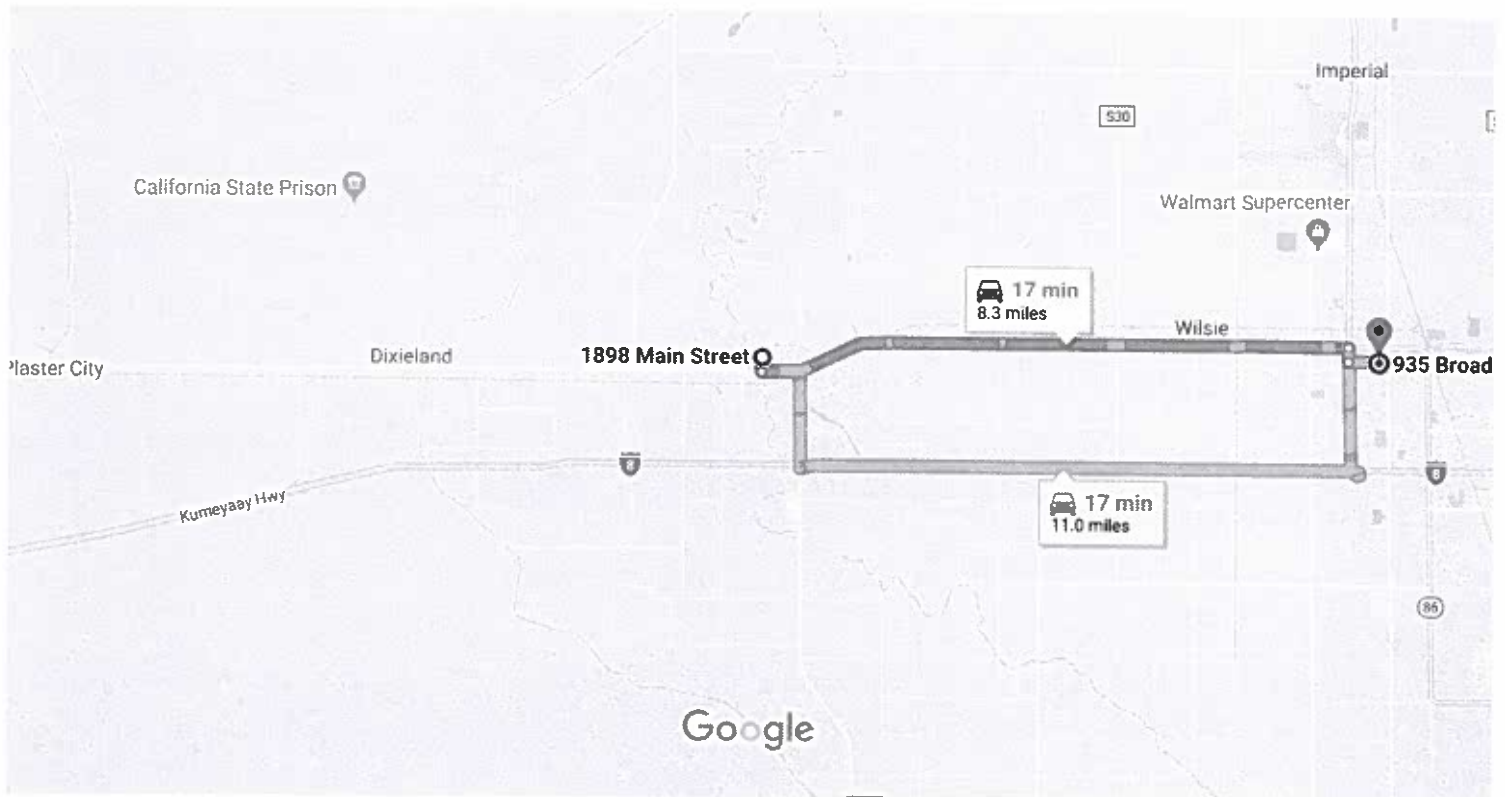 Imperial
S30
California State Prison
Walmart Supercenter
17 min
8.3 miles
Wilsie
1898 Main Street
935 Broad
Dixieland
Plaster City
8
8
Kumeyaay Hwy
17 min
11.0 miles
86
Google